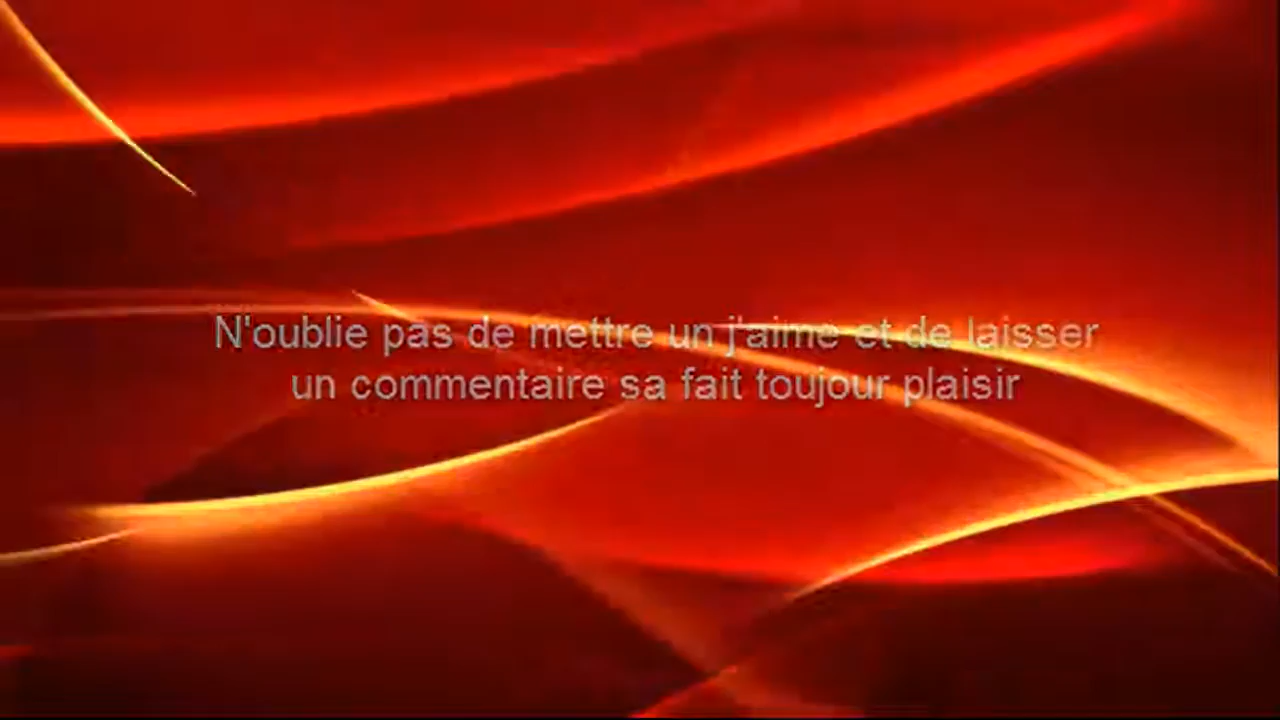 N'oublie pas de mettre un j'aime et de laisser
un commentaire sa fait toujour plaisir